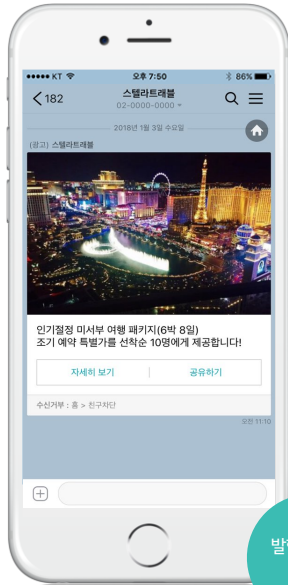 KT 오후 7:50 86%
182 스텔라트래블
02-0000-0000
2018년 1월 3일 수요일
(광고) 스텔라트래블
인기절정 미서부 여행 패키지(6박 8일)
조기 예약 특별가를 선착순 10명에게 제공합니다!
자세히 보기 공유하기
수신거부 : 홈 > 친구차단
오전 11:10